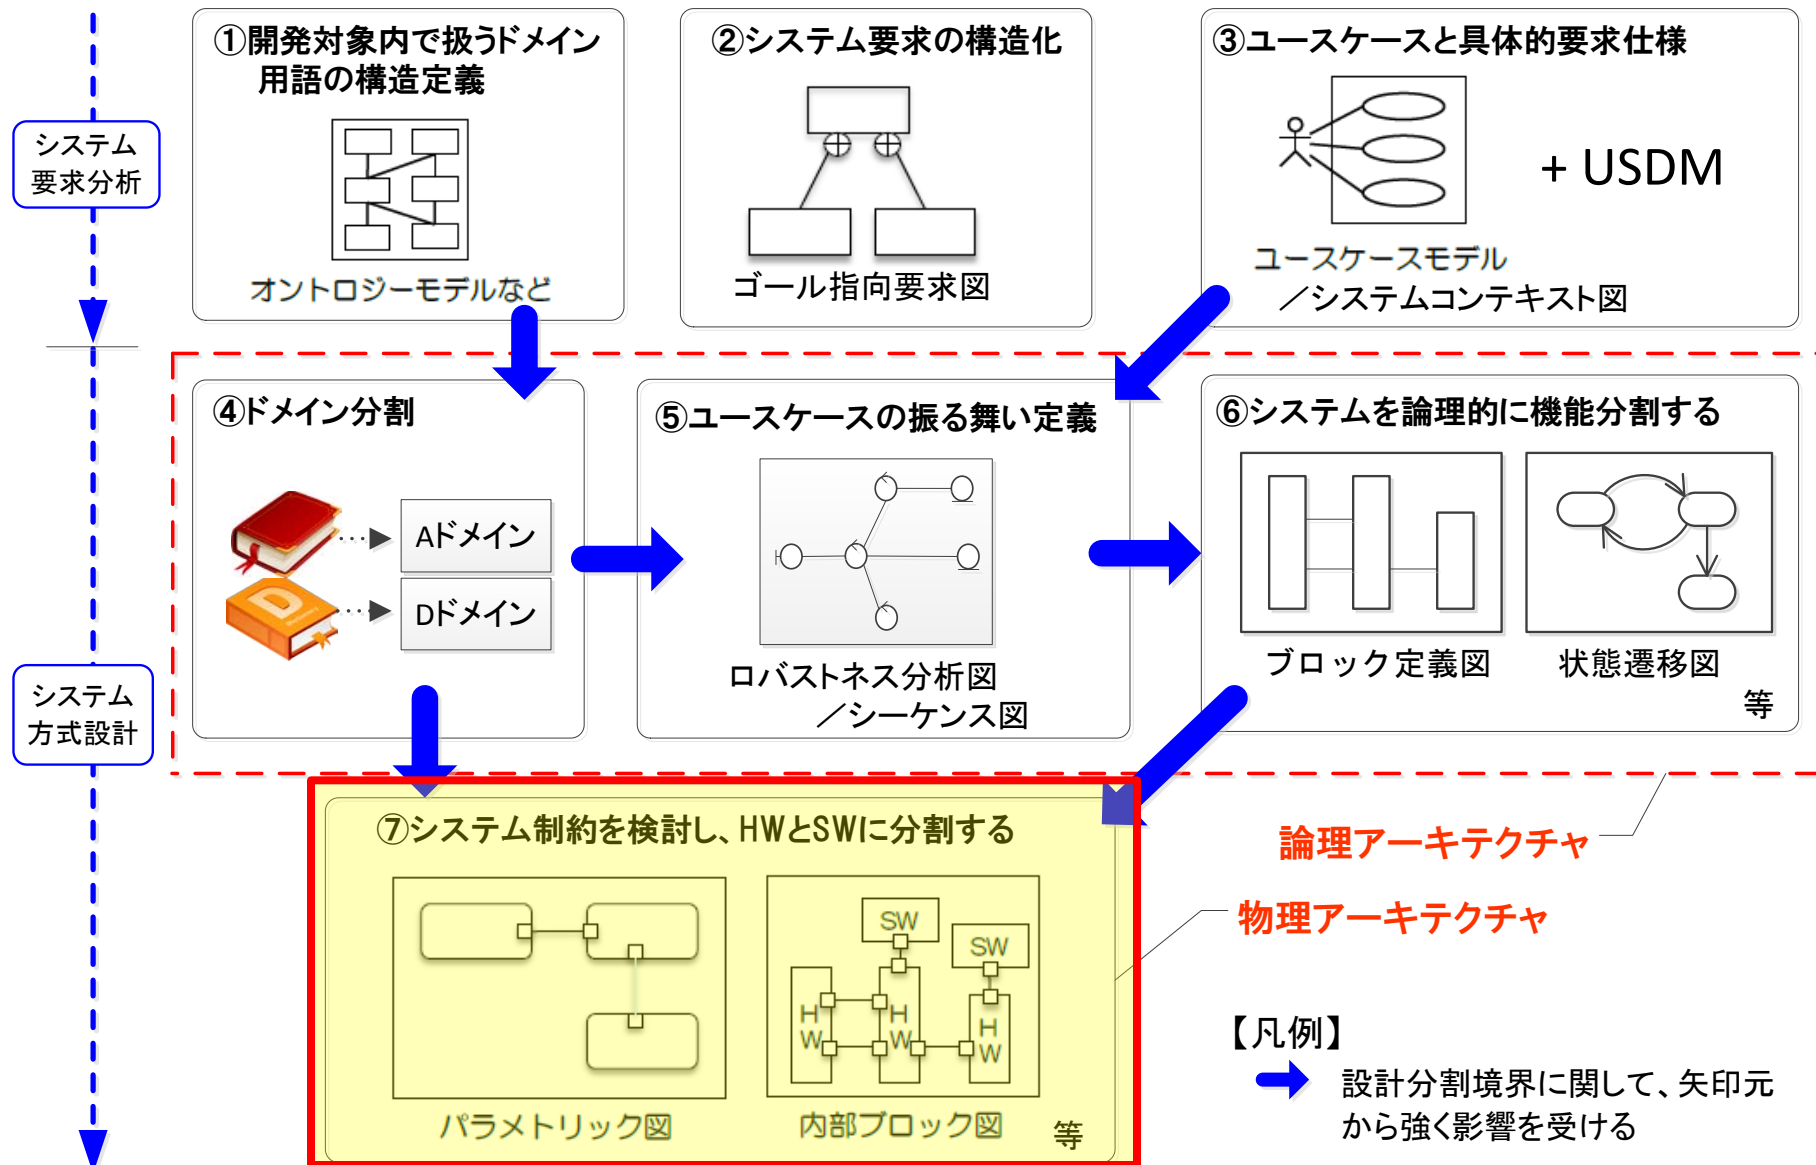 ①開発対象内で扱うドメイン
用語の構造定義
オントロジーモデルなど
②システム要求の構造化
ゴール指向要求図
③ユースケースと具体的要求仕様
+ USDM
ユースケースモデル
／システムコンテキスト図
システム
要求分析
④ドメイン分割
Aドメイン
D
Dドメイン
⑤ユースケースの振る舞い定義
ロバストネス分析図
／シーケンス図
⑥システムを論理的に機能分割する
ブロック定義図
状態遷移図
等
システム
方式設計
⑦システム制約を検討し、HWとSWに分割する
パラメトリック図
SW
SW
HW
HW
HW
内部ブロック図
等
論理アーキテクチャ
物理アーキテクチャ
【凡例】
設計分割境界に関して、矢印元
から強く影響を受ける